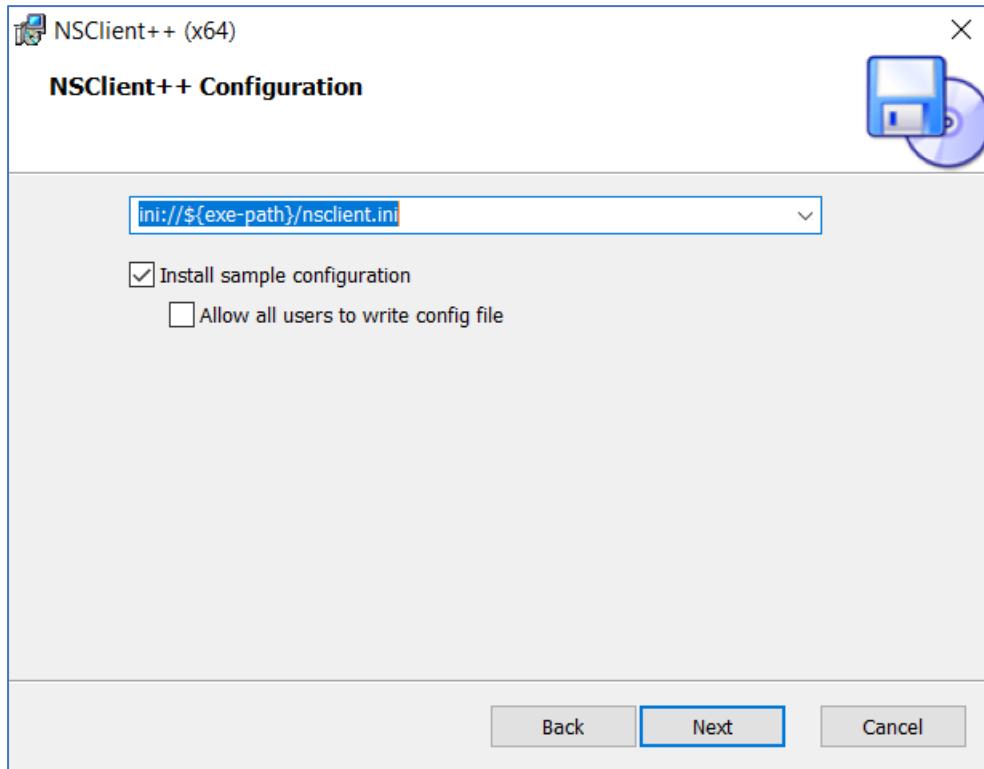 NSClient++ (x64)
NSClient++ Configuration
ini://${exe-path}/nsclient.ini
Install sample configuration
Allow all users to write config file
Back Next Cancel